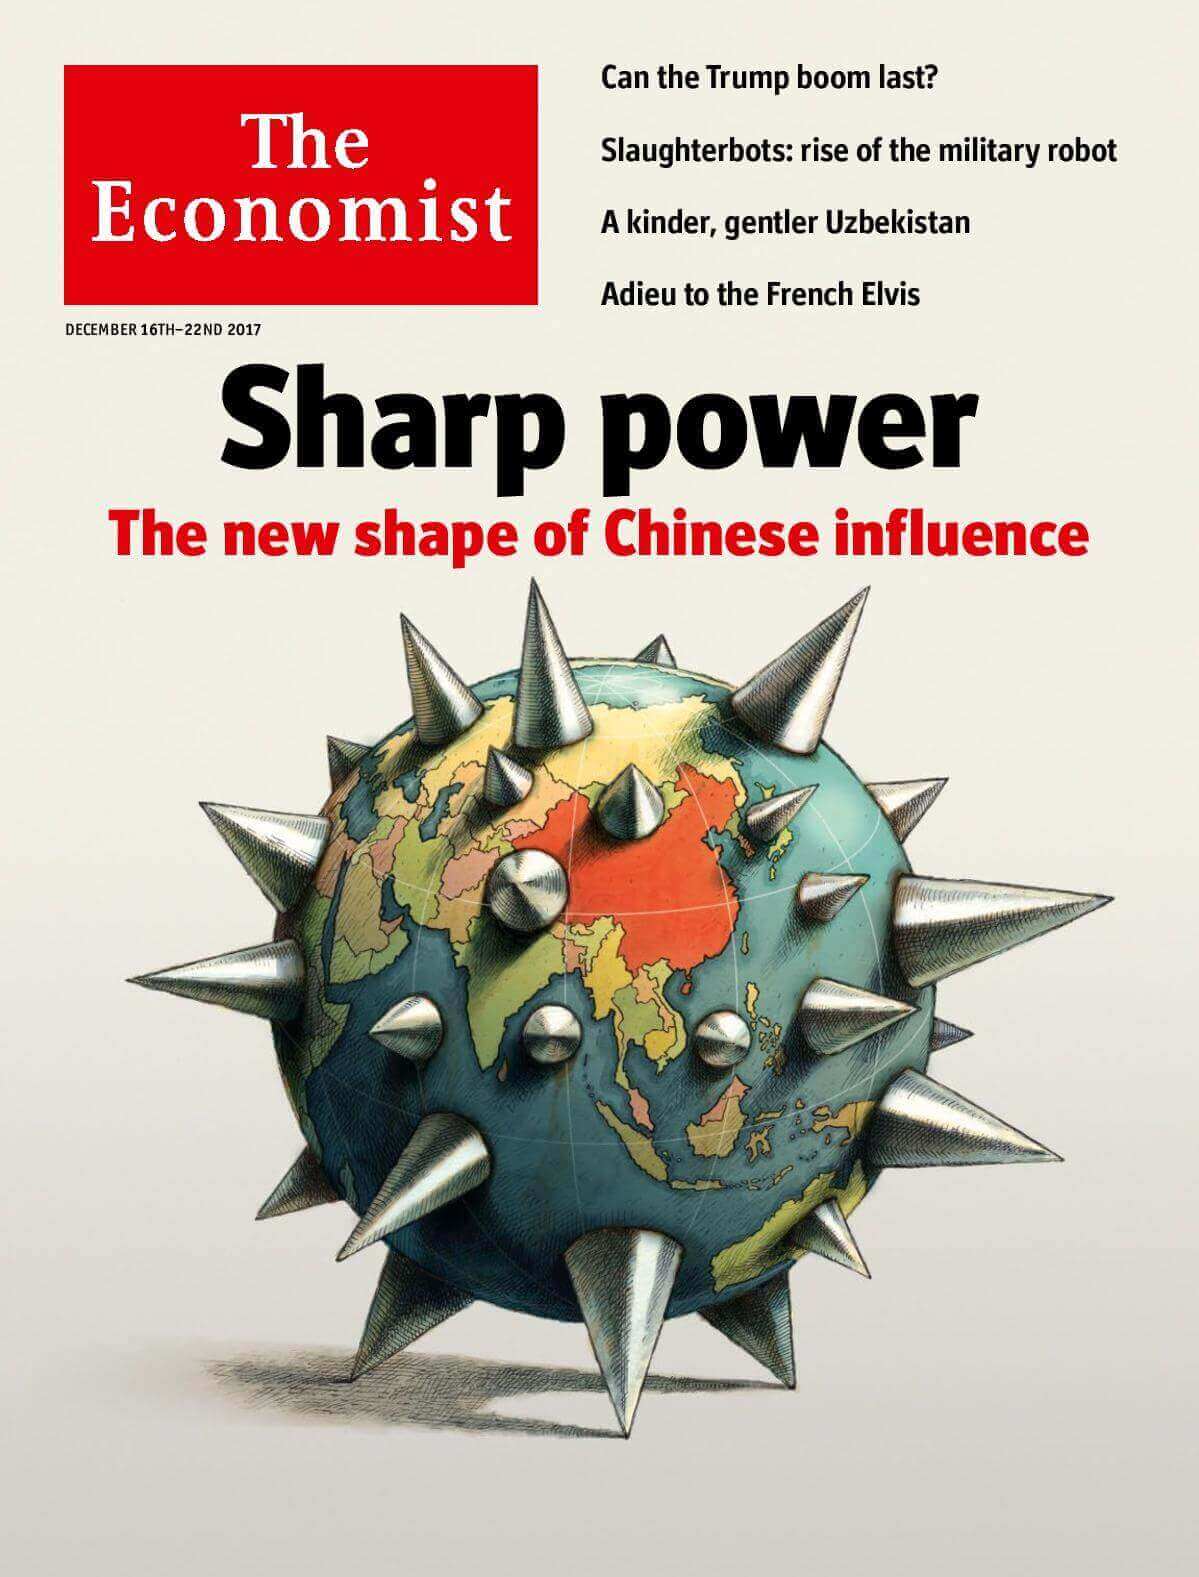 The
Economist
DECEMBER 16TH–22ND 2017
Can the Trump boom last?
Slaughterbots: rise of the military robot
A kinder, gentler Uzbekistan
Adieu to the French Elvis
Sharp power
The new shape of Chinese influence